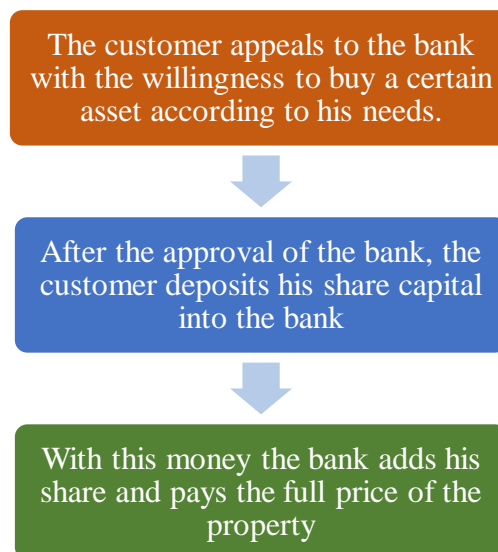 The customer appeals to the bank
with the willingness to buy a certain
asset according to his needs.
After the approval of the bank, the
customer deposits his share capital
into the bank
With this money the bank adds his
share and pays the full price of the
property